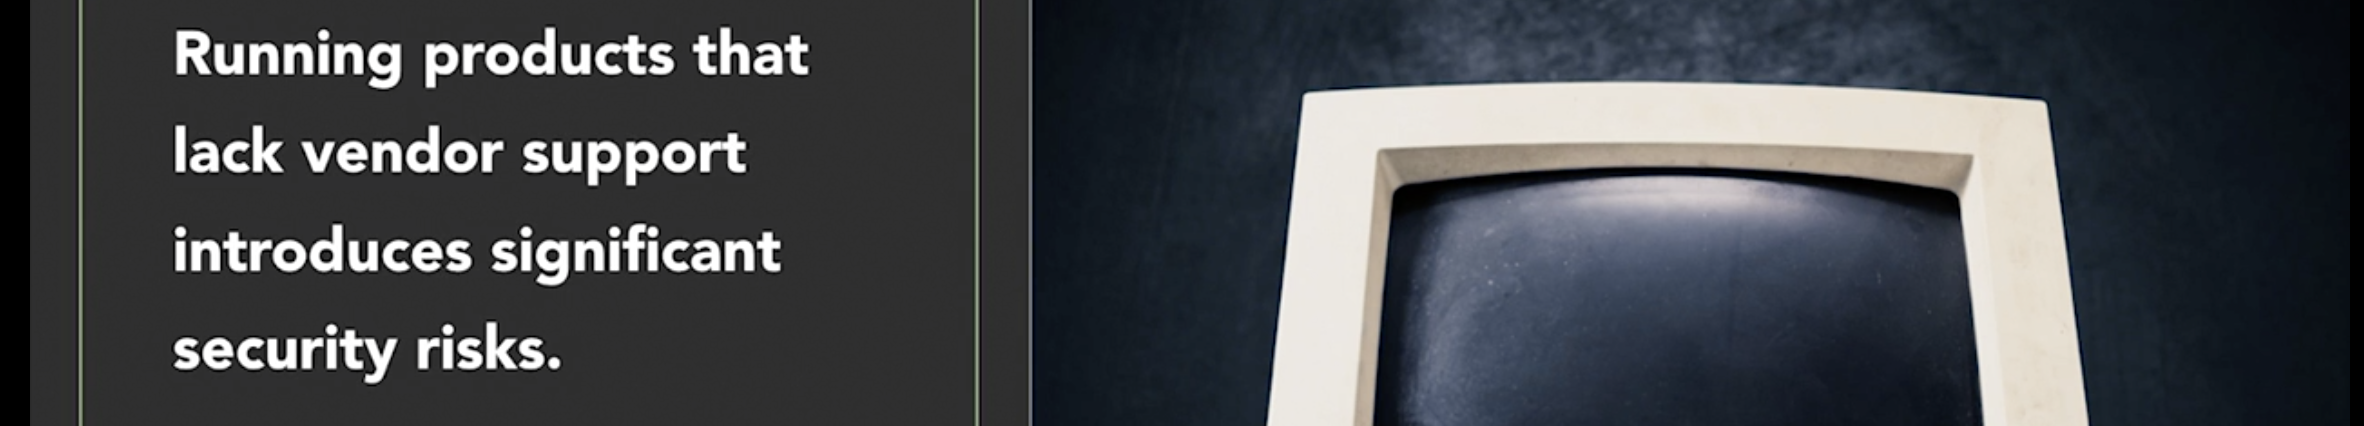 Running products that
lack vendor support
introduces significant
security risks.